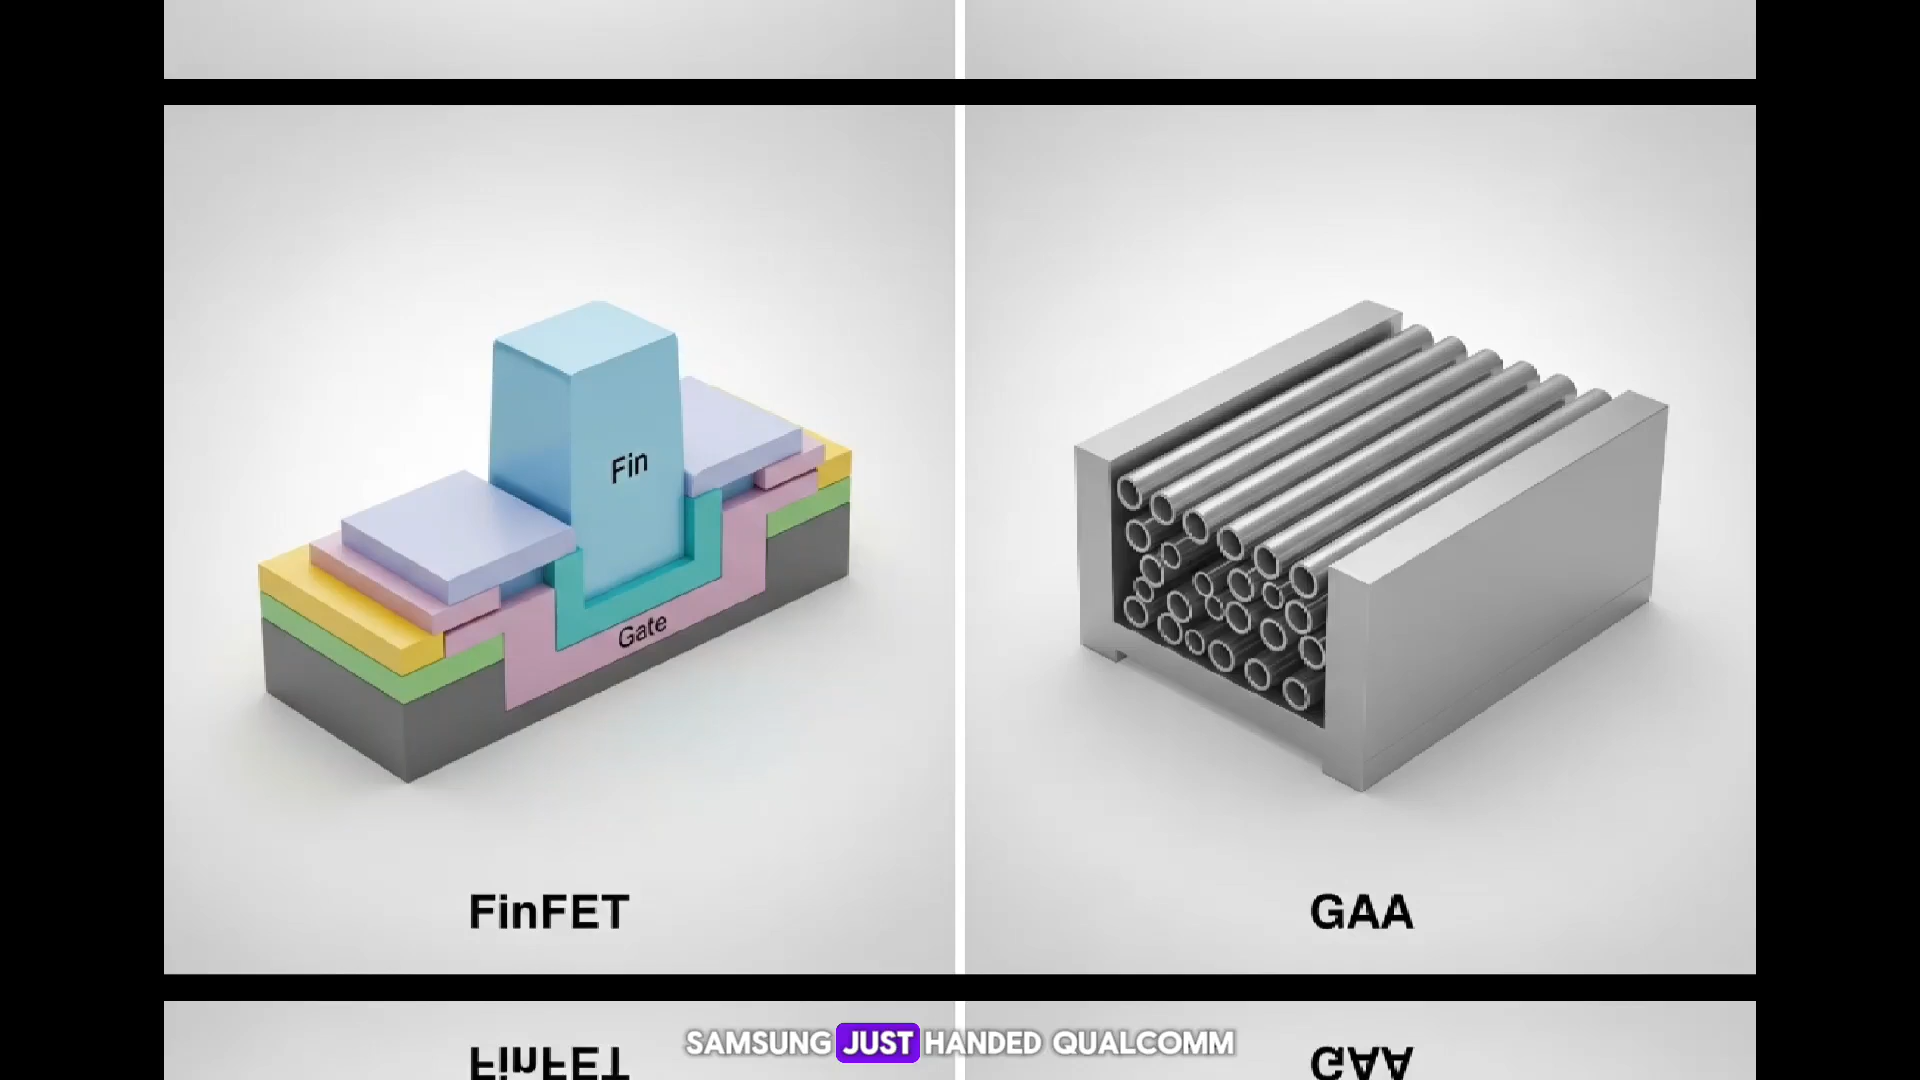 Fin
Gate
FinFET
GAA
SAMSUNG JUST HANDED QUALCOMM
FinFET
GAA